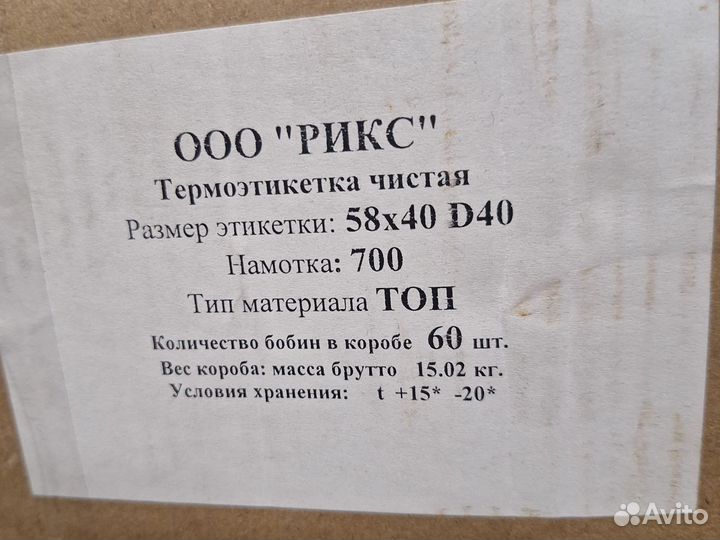 ООО "РИКС"
Термоэтикетка чистая
Размер этикетки: 58х40 D40
Намотка: 700
Тип материала ТОП
Количество бобин в коробе 60 шт.
Вес короба: масса брутто 15.02 кг.
Условия хранения: t +15* -20*
Avito